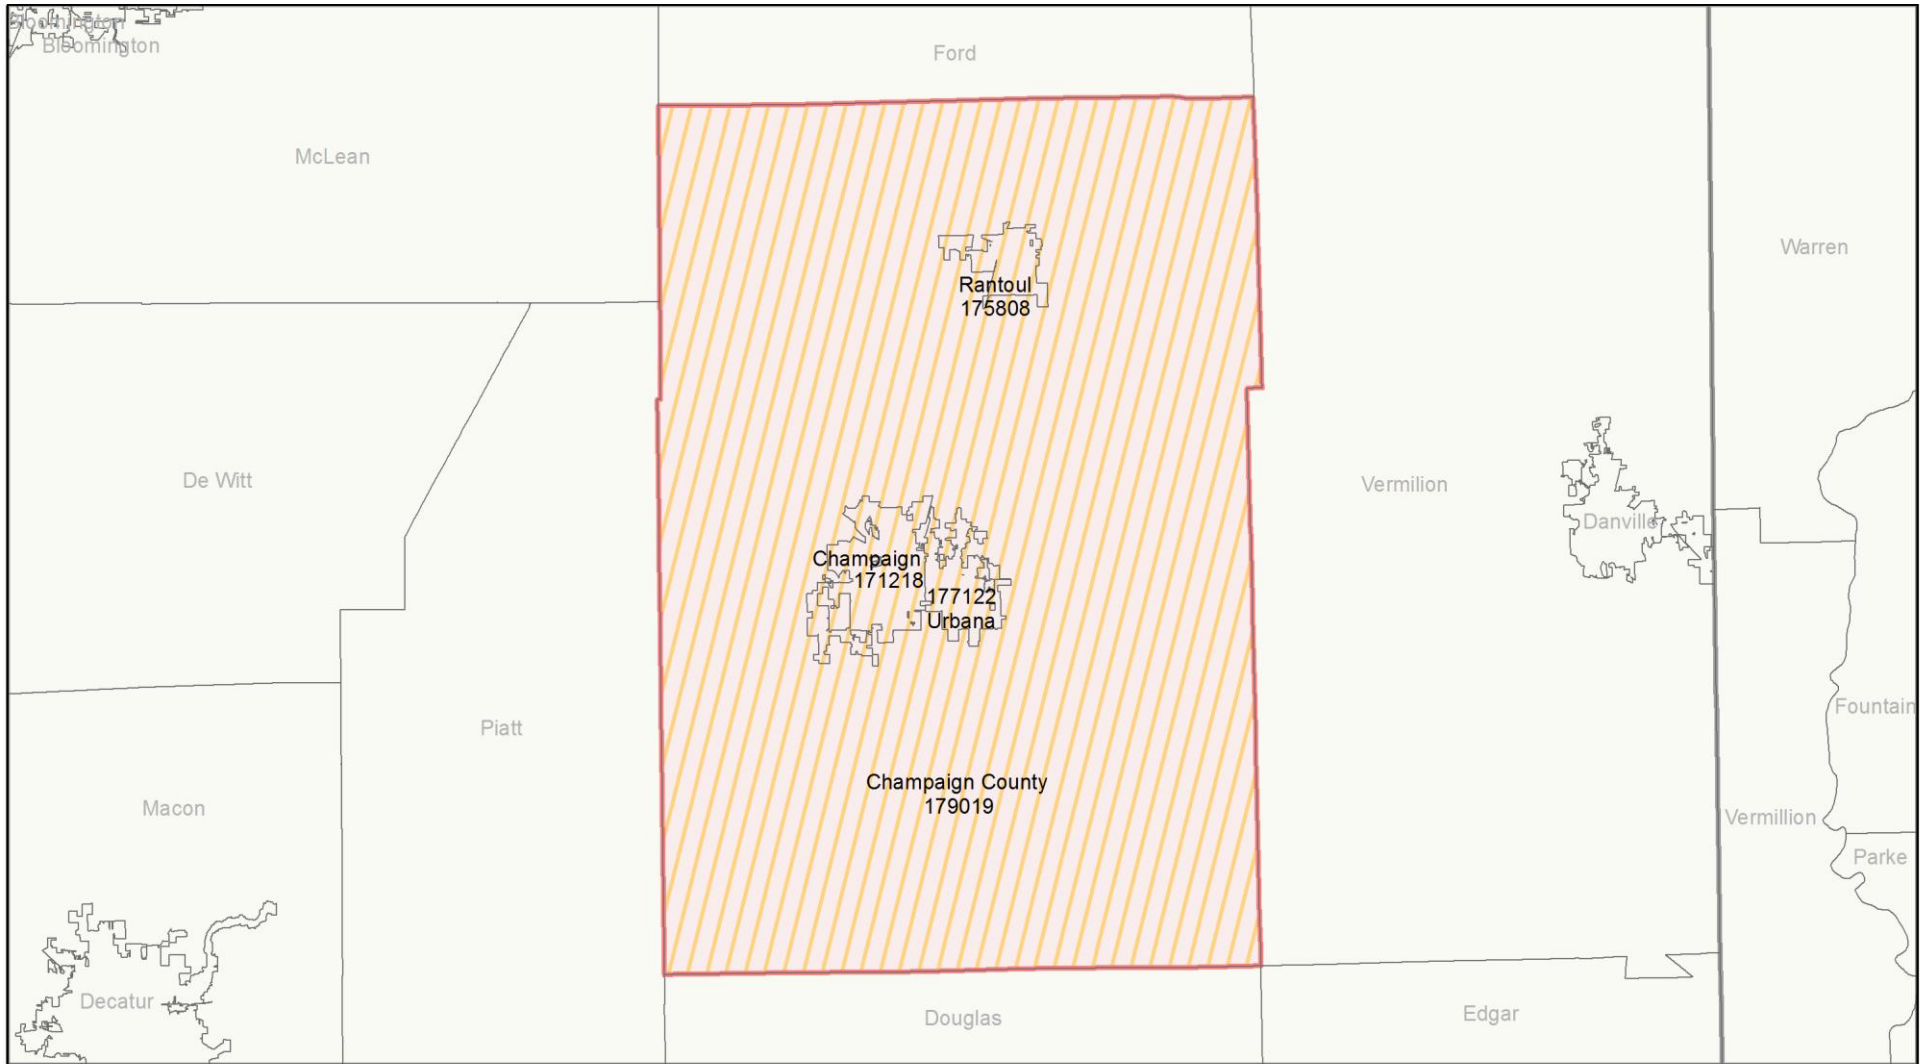 Bloomington
Bloomington
Ford
McLean
Warren
Rantoul
175808
De Witt
Vermilion
Danville
Champaign
171218
177122
Urbana
Fountain
Piatt
Champaign County
179019
Macon
Vermillion
Parke
Decatur
Douglas
Edgar